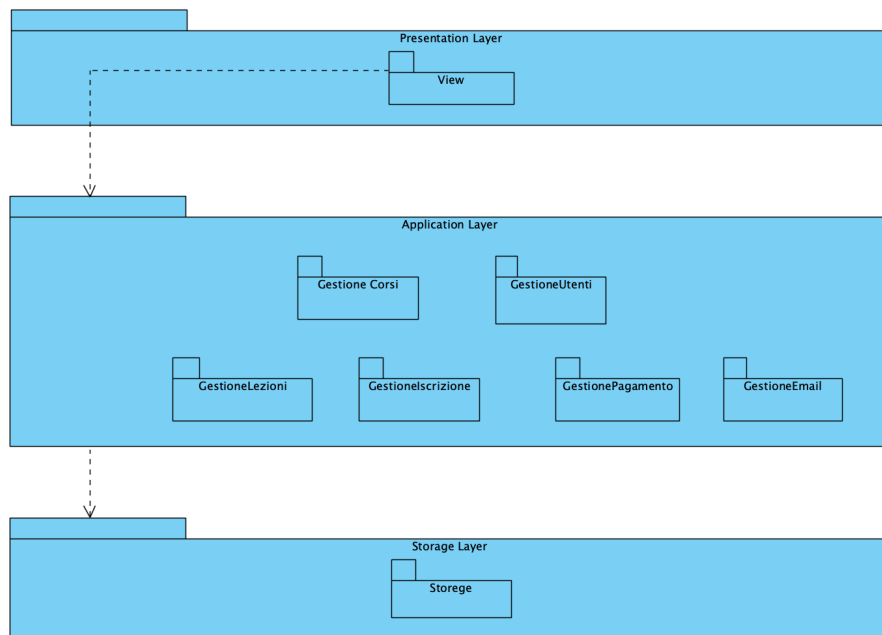 Presentation Layer
View
Application Layer
Gestione Corsi
GestioneUtenti
GestioneLezioni
GestioneIscrizione
GestionePagamento
GestioneEmail
Storage Layer
Storege